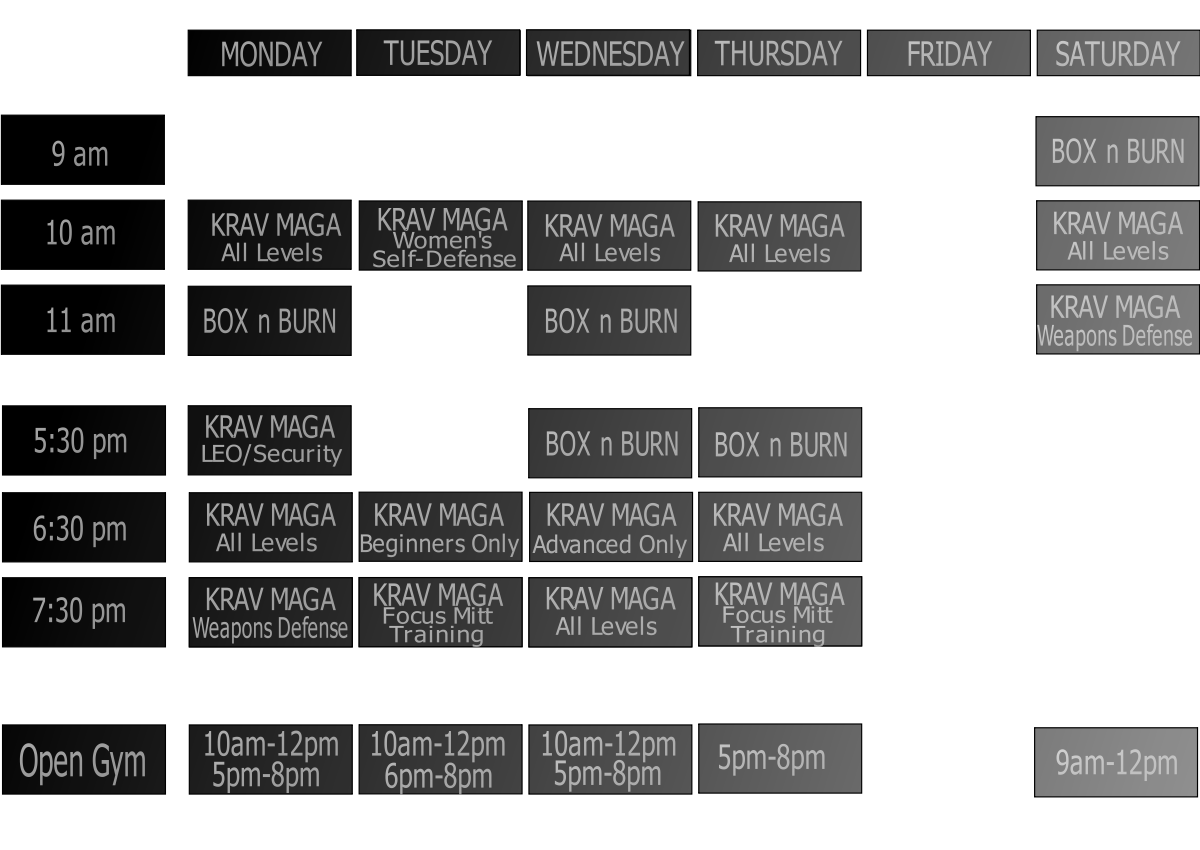 MONDAY TUESDAY WEDNESDAY THURSDAY FRIDAY SATURDAY
9 am
BOX n BURN
10 am
KRAV MAGA
All Levels
KRAV MAGA
Women's
Self-Defense
KRAV MAGA
All Levels
KRAV MAGA
All Levels
KRAV MAGA
All Levels
11 am
BOX n BURN
BOX n BURN
KRAV MAGA
Weapons Defense
5:30 pm
KRAV MAGA
LEO/Security
BOX n BURN
BOX n BURN
6:30 pm
KRAV MAGA
All Levels
KRAV MAGA
Beginners Only
KRAV MAGA
Advanced Only
KRAV MAGA
All Levels
7:30 pm
KRAV MAGA
Weapons Defense
KRAV MAGA
Focus Mitt
Training
KRAV MAGA
All Levels
KRAV MAGA
Focus Mitt
Training
Open Gym
10am-12pm
5pm-8pm
10am-12pm
6pm-8pm
10am-12pm
5pm-8pm
5pm-8pm
9am-12pm